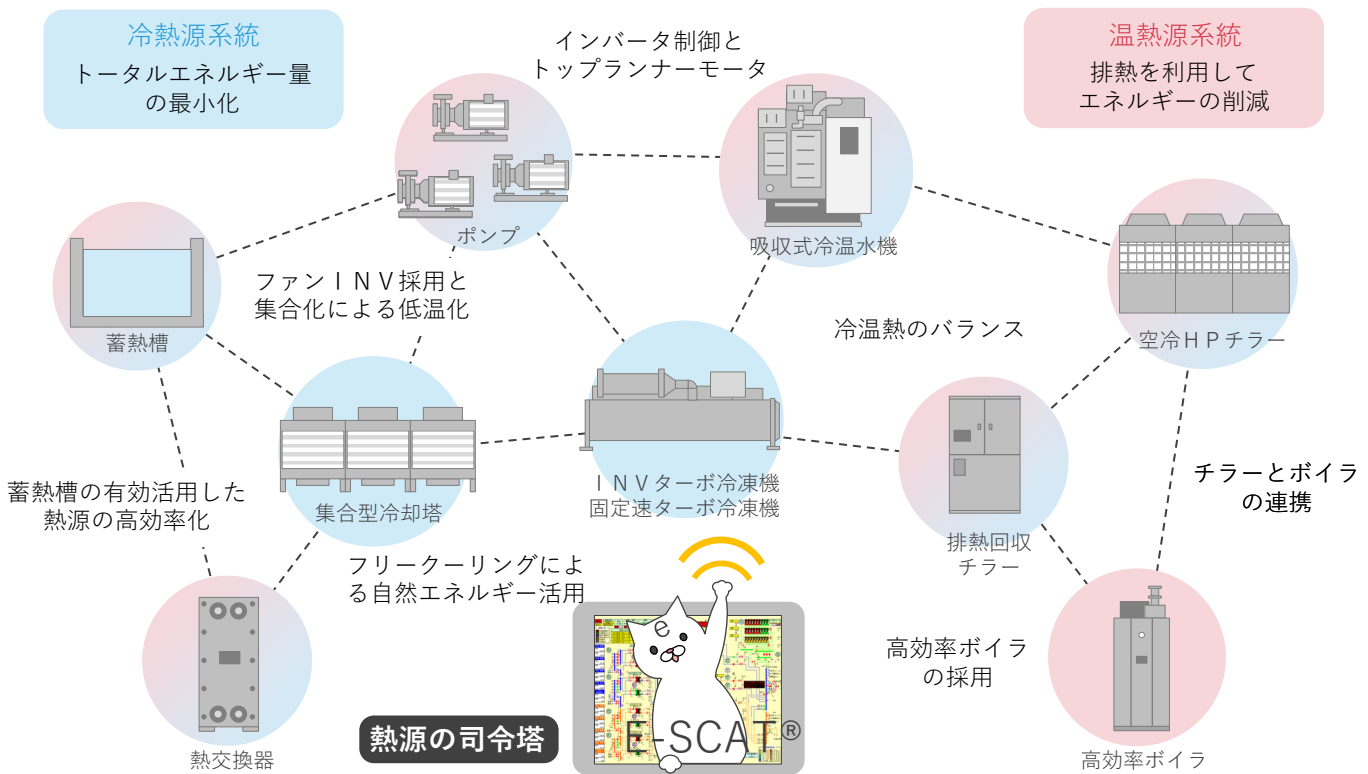 冷熱源系統
トータルエネルギー量
の最小化
インバータ制御と
トップランナーモータ
温熱源系統
排熱を利用して
エネルギーの削減
ポンプ
吸収式冷温水機
蓄熱槽
ファンＩＮＶ採用と
集合化による低温化
冷温熱のバランス
空冷ＨＰチラー
集合型冷却塔
ＩＮＶターボ冷凍機
固定速ターボ冷凍機
排熱回収
チラー
チラーとボイラ
の連携
蓄熱槽の有効活用した
熱源の高効率化
フリークーリングによ
る自然エネルギー活用
熱交換器
高効率ボイラ
の採用
高効率ボイラ
熱源の司令塔
e
E-SCAT®